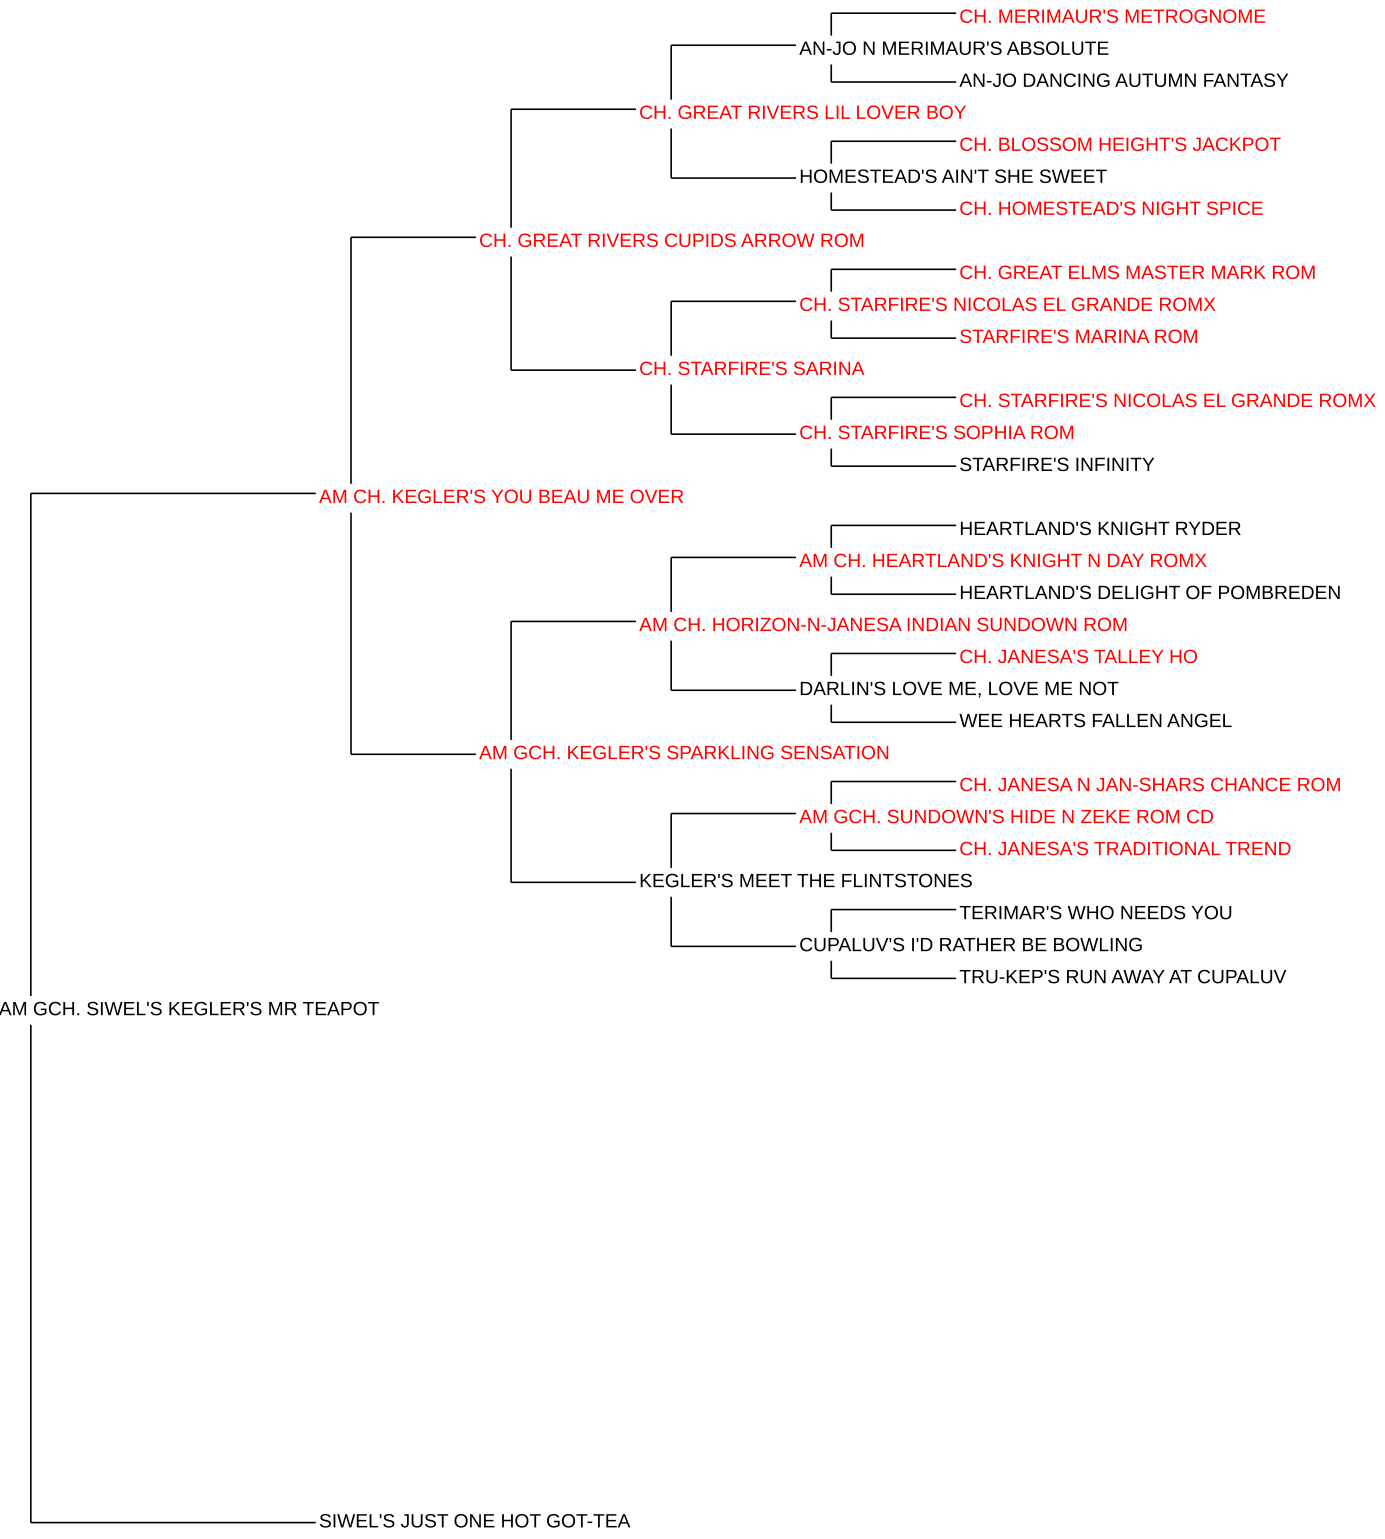 CH. MERIMAUR'S METROGNOME
AN-JO N MERIMAUR'S ABSOLUTE
AN-JO DANCING AUTUMN FANTASY
CH. GREAT RIVERS LIL LOVER BOY
CH. BLOSSOM HEIGHT'S JACKPOT
HOMESTEAD'S AIN'T SHE SWEET
CH. HOMESTEAD'S NIGHT SPICE
CH. GREAT RIVERS CUPIDS ARROW ROM
CH. GREAT ELMS MASTER MARK ROM
CH. STARFIRE'S NICOLAS EL GRANDE ROMX
STARFIRE'S MARINA ROM
CH. STARFIRE'S SARINA
CH. STARFIRE'S NICOLAS EL GRANDE ROMX
CH. STARFIRE'S SOPHIA ROM
STARFIRE'S INFINITY
AM CH. KEGLER'S YOU BEAU ME OVER
HEARTLAND'S KNIGHT RYDER
AM CH. HEARTLAND'S KNIGHT N DAY ROMX
HEARTLAND'S DELIGHT OF POMBREDEN
AM CH. HORIZON-N-JANESA INDIAN SUNDOWN ROM
CH. JANESA'S TALLEY HO
DARLIN'S LOVE ME, LOVE ME NOT
WEE HEARTS FALLEN ANGEL
AM GCH. KEGLER'S SPARKLING SENSATION
CH. JANESA N JAN-SHARS CHANCE ROM
AM GCH. SUNDOWN'S HIDE N ZEKE ROM CD
CH. JANESA'S TRADITIONAL TREND
KEGLER'S MEET THE FLINTSTONES
TERIMAR'S WHO NEEDS YOU
CUPALUV'S I'D RATHER BE BOWLING
TRU-KEP'S RUN AWAY AT CUPALUV
AM GCH. SIWEL'S KEGLER'S MR TEAPOT
SIWEL'S JUST ONE HOT GOT-TEA